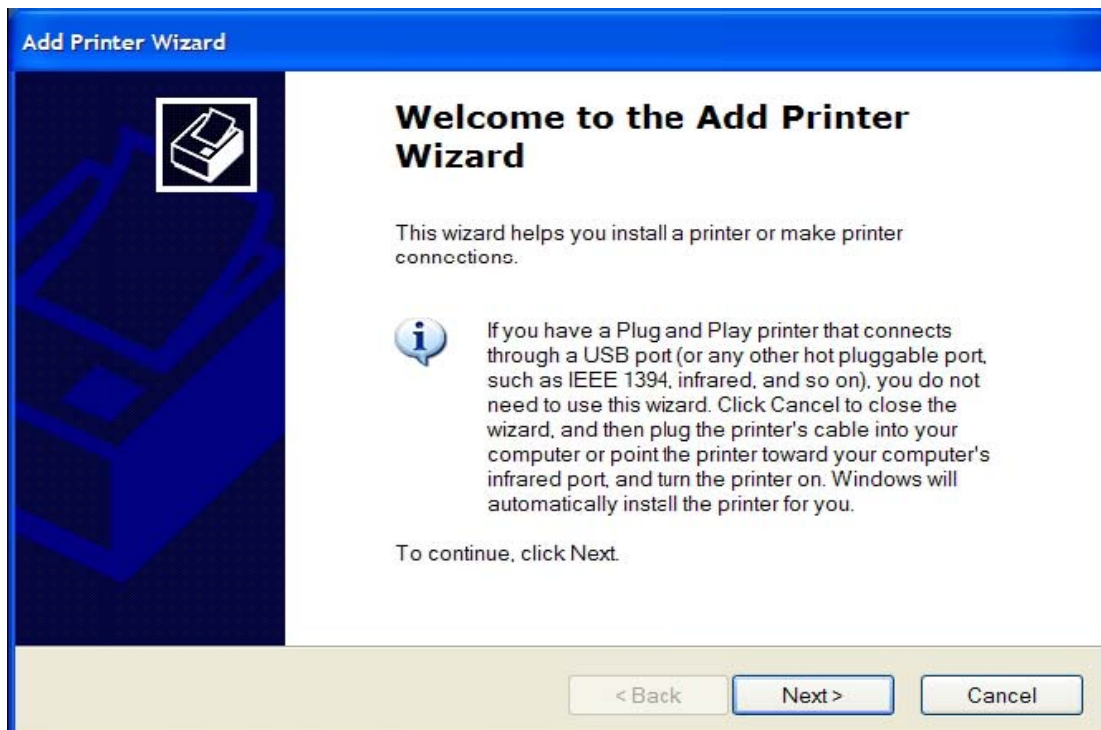 Add Printer Wizard
Welcome to the Add Printer
Wizard
This wizard helps you install a printer or make printer
connections.
If you have a Plug and Play printer that connects
through a USB port (or any other hot pluggable port,
such as IEEE 1394, infrared, and so on), you do not
need to use this wizard. Click Cancel to close the
wizard, and then plug the printer's cable into your
computer or point the printer toward your computer's
infrared port, and turn the printer on. Windows will
automatically install the printer for you.
To continue, click Next.
< Back Next > Cancel